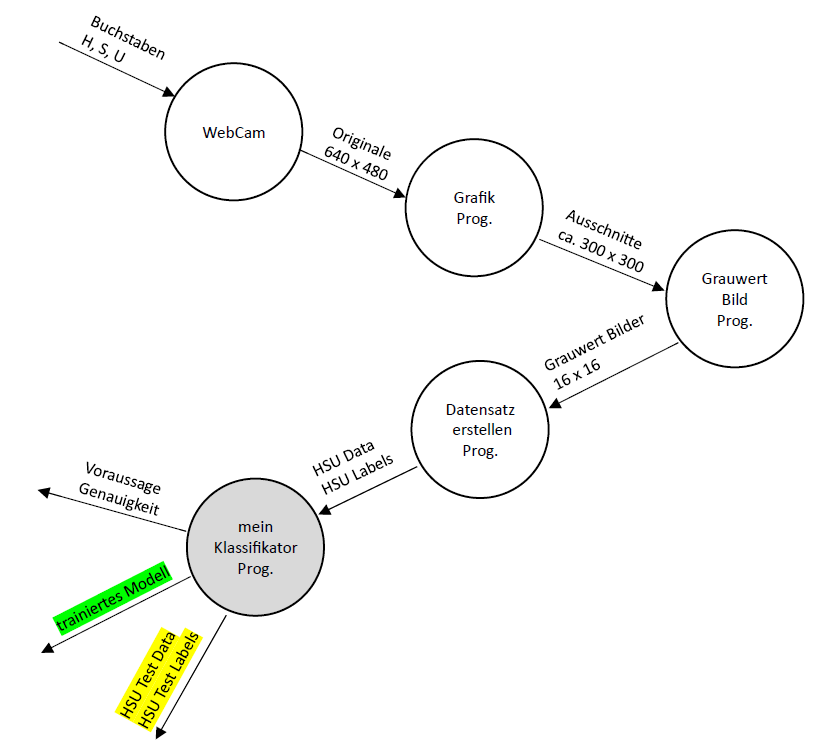 Buchstaben
H, S, U
WebCam
Originale
640 x 480
Grafik
Prog.
Ausschnitte
ca. 300 x 300
Grauwert
Bild
Prog.
Grauwert Bilder
16 x 16
Datensatz
erstellen
Prog.
HSU Data
HSU Labels
mein
Klassifikator
Prog.
Voraussage
Genauigkeit
trainiertes Modell
HSU Test Data
HSU Test Labels